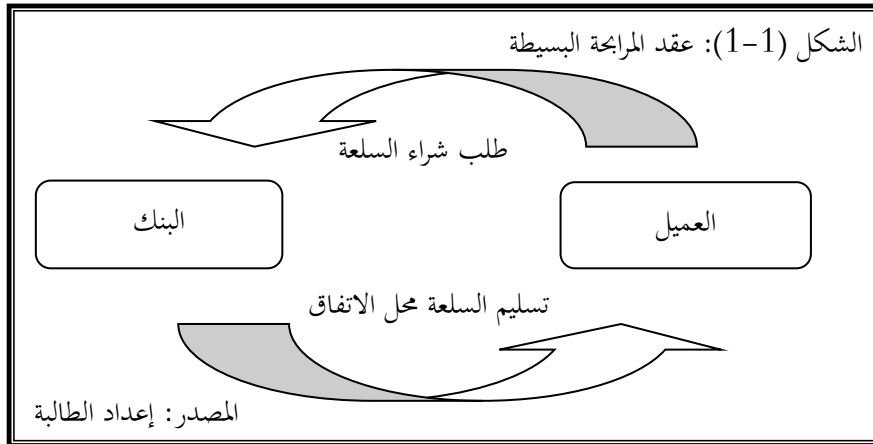 الشكل (1-1): عقد المرابحة البسيطة
طلب شراء السلعة
العميل
البنك
تسليم السلعة محل الاتفاق
المصدر: إعداد الطالبة